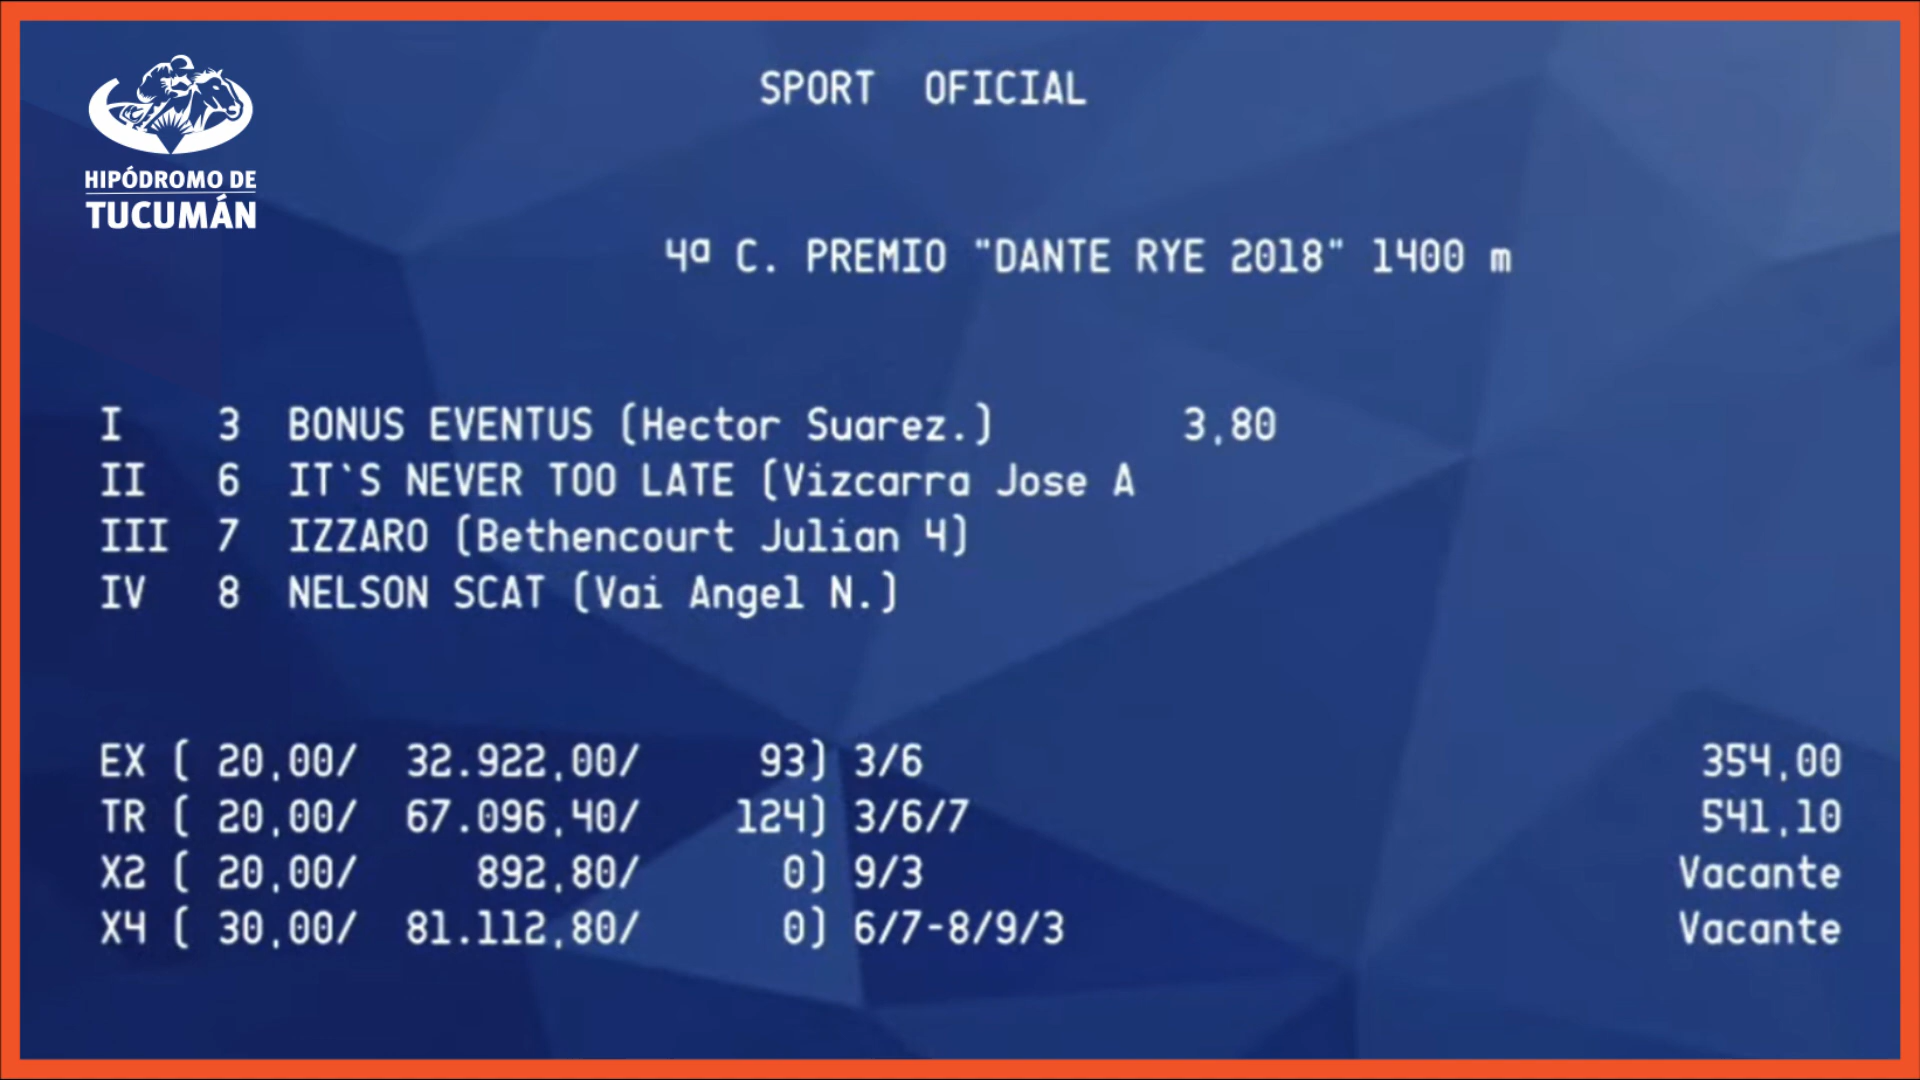 HIPÓDROMO DE
TUCUMÁN
SPORT OFICIAL
4ª C. PREMIO "DANTE RYE 2018" 1400 m
I 3 BONUS EVENTUS (Hector Suarez.) 3,80
II 6 IT`S NEVER TOO LATE (Vizcarra Jose A
III 7 IZZARO (Bethencourt Julian 4)
IV 8 NELSON SCAT (Vai Angel N.)
EX ( 20,00/ 32.922,00/ 93) 3/6 354,00
TR ( 20,00/ 67.096,40/ 124) 3/6/7 541,10
X2 ( 20,00/ 892,80/ 0) 9/3 Vacante
X4 ( 30,00/ 81.112,80/ 0) 6/7-8/9/3 Vacante